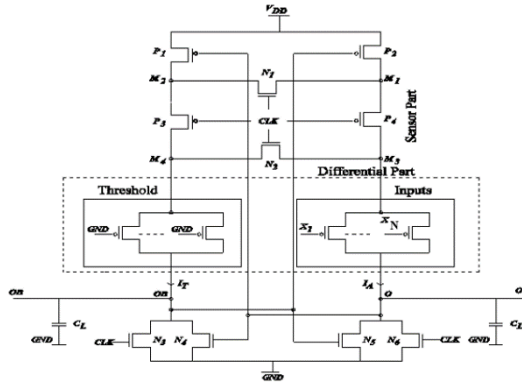 VDD
P1
P2
N1
M2
M1
P3
CLK
P4
Sensor Part
M4
N2
M3
Differential Part
Threshold
Inputs
GND
GND
X1
XN
IT
IA
OB
OB
O
O
CL
GND
CLK
N3
N4
N5
N6
CLK
CL
GND
GND